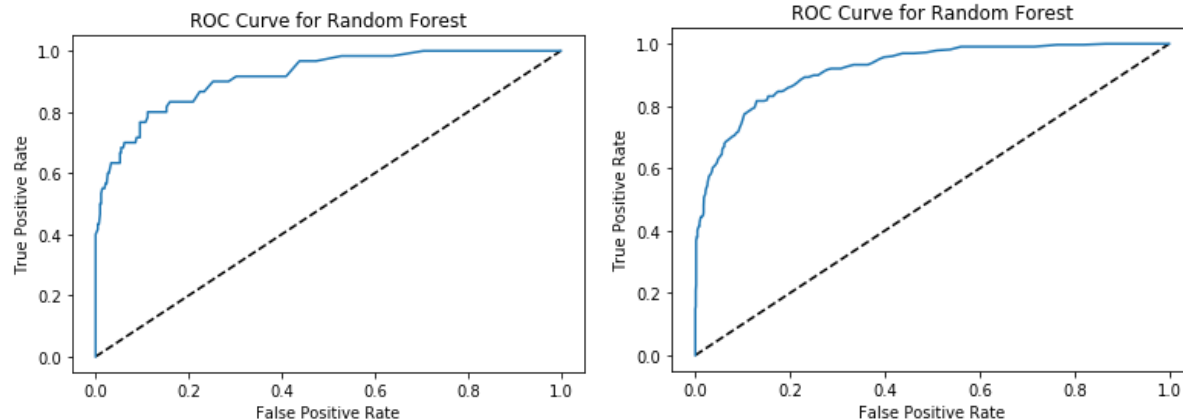 ROC Curve for Random Forest
1.0
0.8
0.6
0.4
0.2
0.0
True Positive Rate
0.0 0.2 0.4 0.6 0.8 1.0
False Positive Rate
ROC Curve for Random Forest
1.0
0.8
0.6
0.4
0.2
0.0
True Positive Rate
0.0 0.2 0.4 0.6 0.8 1.0
False Positive Rate